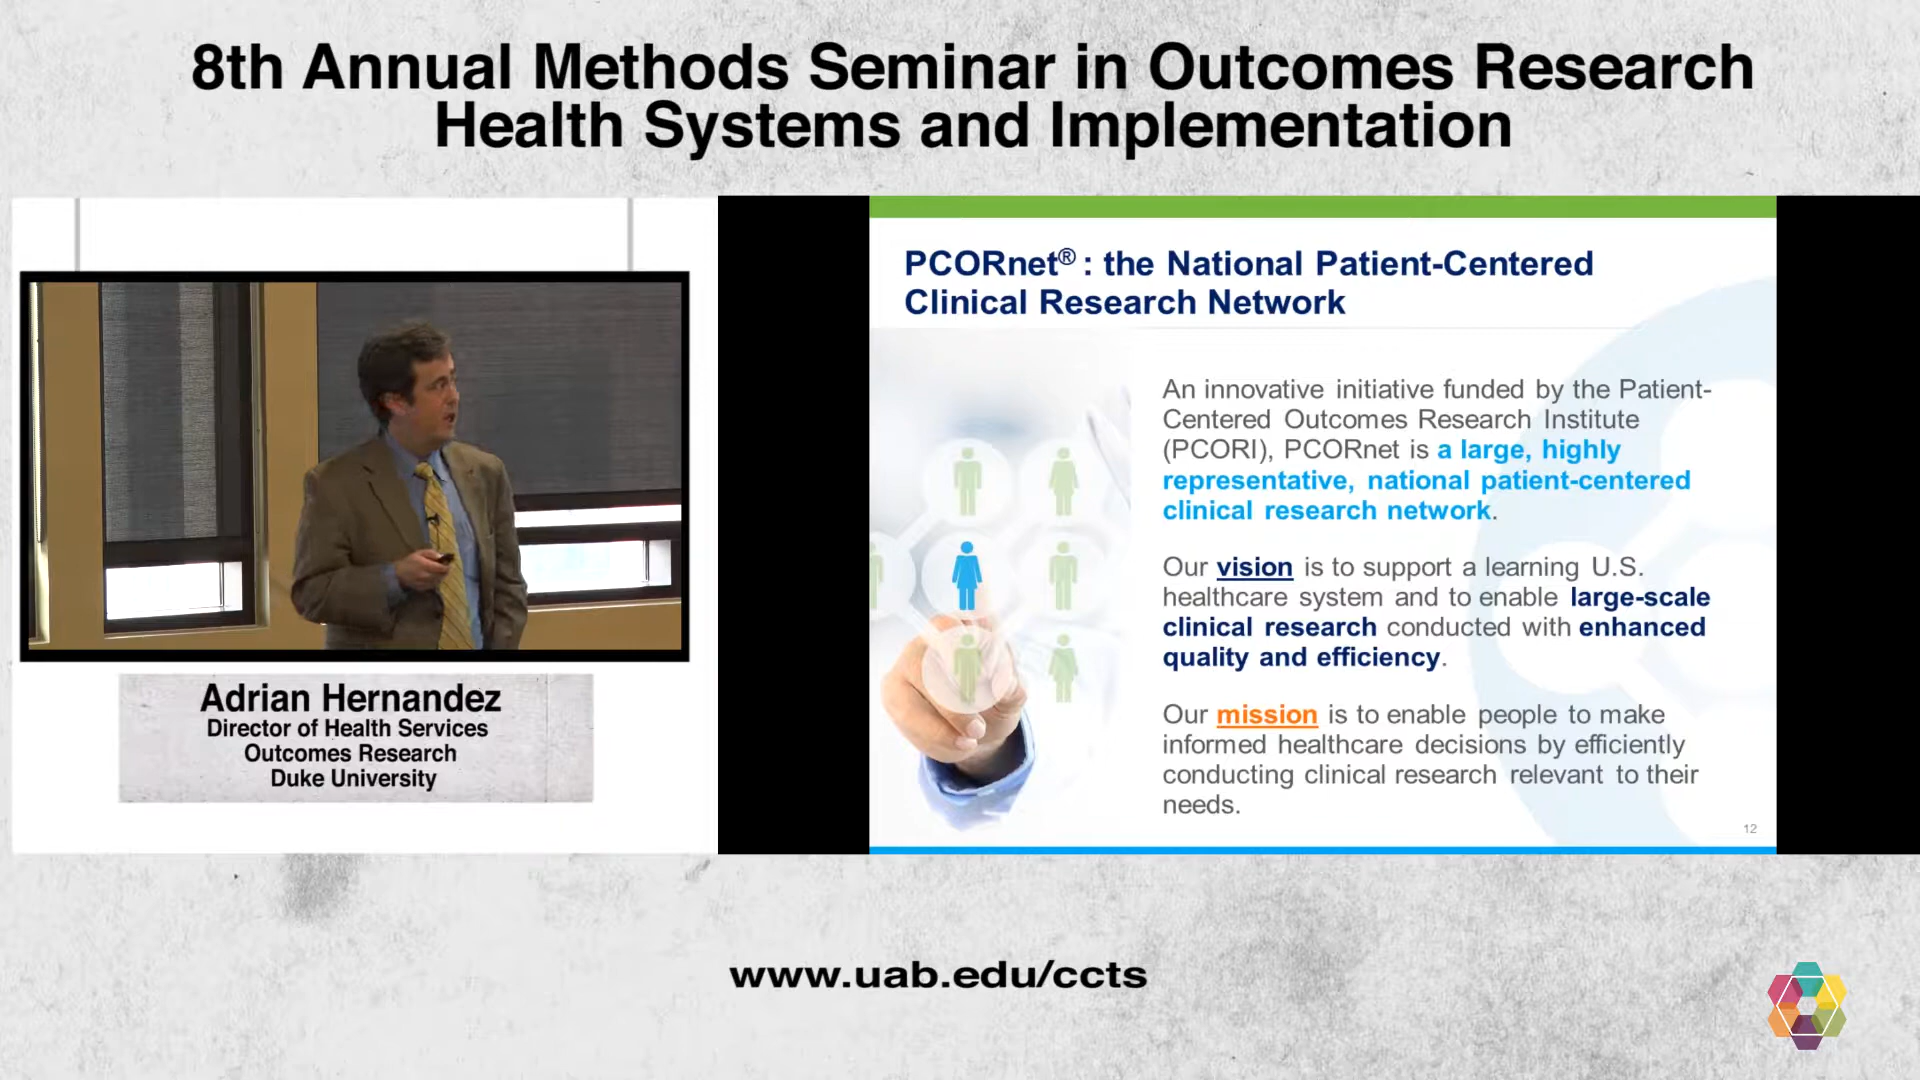 8th Annual Methods Seminar in Outcomes Research
Health Systems and Implementation
Adrian Hernandez
Director of Health Services
Outcomes Research
Duke University
PCORnet® : the National Patient-Centered
Clinical Research Network
An innovative initiative funded by the Patient-
Centered Outcomes Research Institute
(PCORI), PCORnet is a large, highly
representative, national patient-centered
clinical research network.
Our vision is to support a learning U.S.
healthcare system and to enable large-scale
clinical research conducted with enhanced
quality and efficiency.
Our mission is to enable people to make
informed healthcare decisions by efficiently
conducting clinical research relevant to their
needs.
12
www.uab.edu/ccts